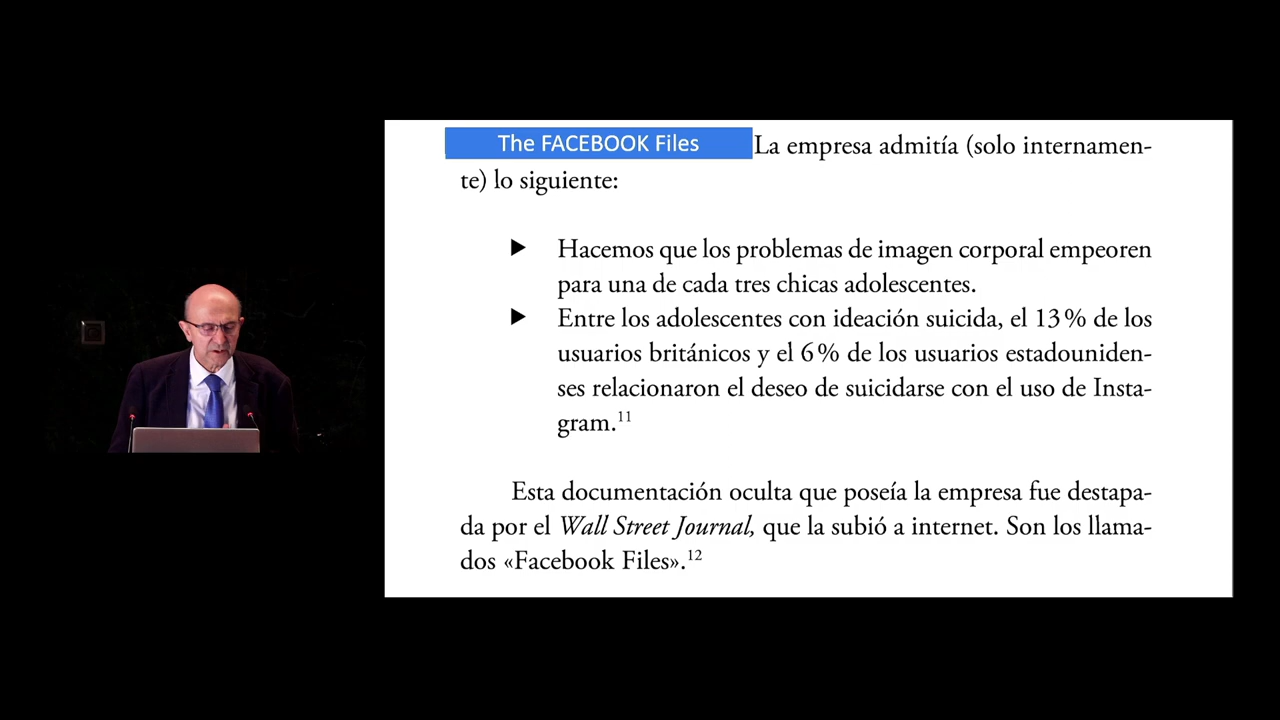 The FACEBOOK Files La empresa admitía (solo internamen-
te) lo siguiente:
▶ Hacemos que los problemas de imagen corporal empeoren
para una de cada tres chicas adolescentes.
▶ Entre los adolescentes con ideación suicida, el 13 % de los
usuarios británicos y el 6 % de los usuarios estadouniden-
ses relacionaron el deseo de suicidarse con el uso de Insta-
gram.11
Esta documentación oculta que poseía la empresa fue destapa-
da por el Wall Street Journal, que la subió a internet. Son los llama-
dos «Facebook Files».12